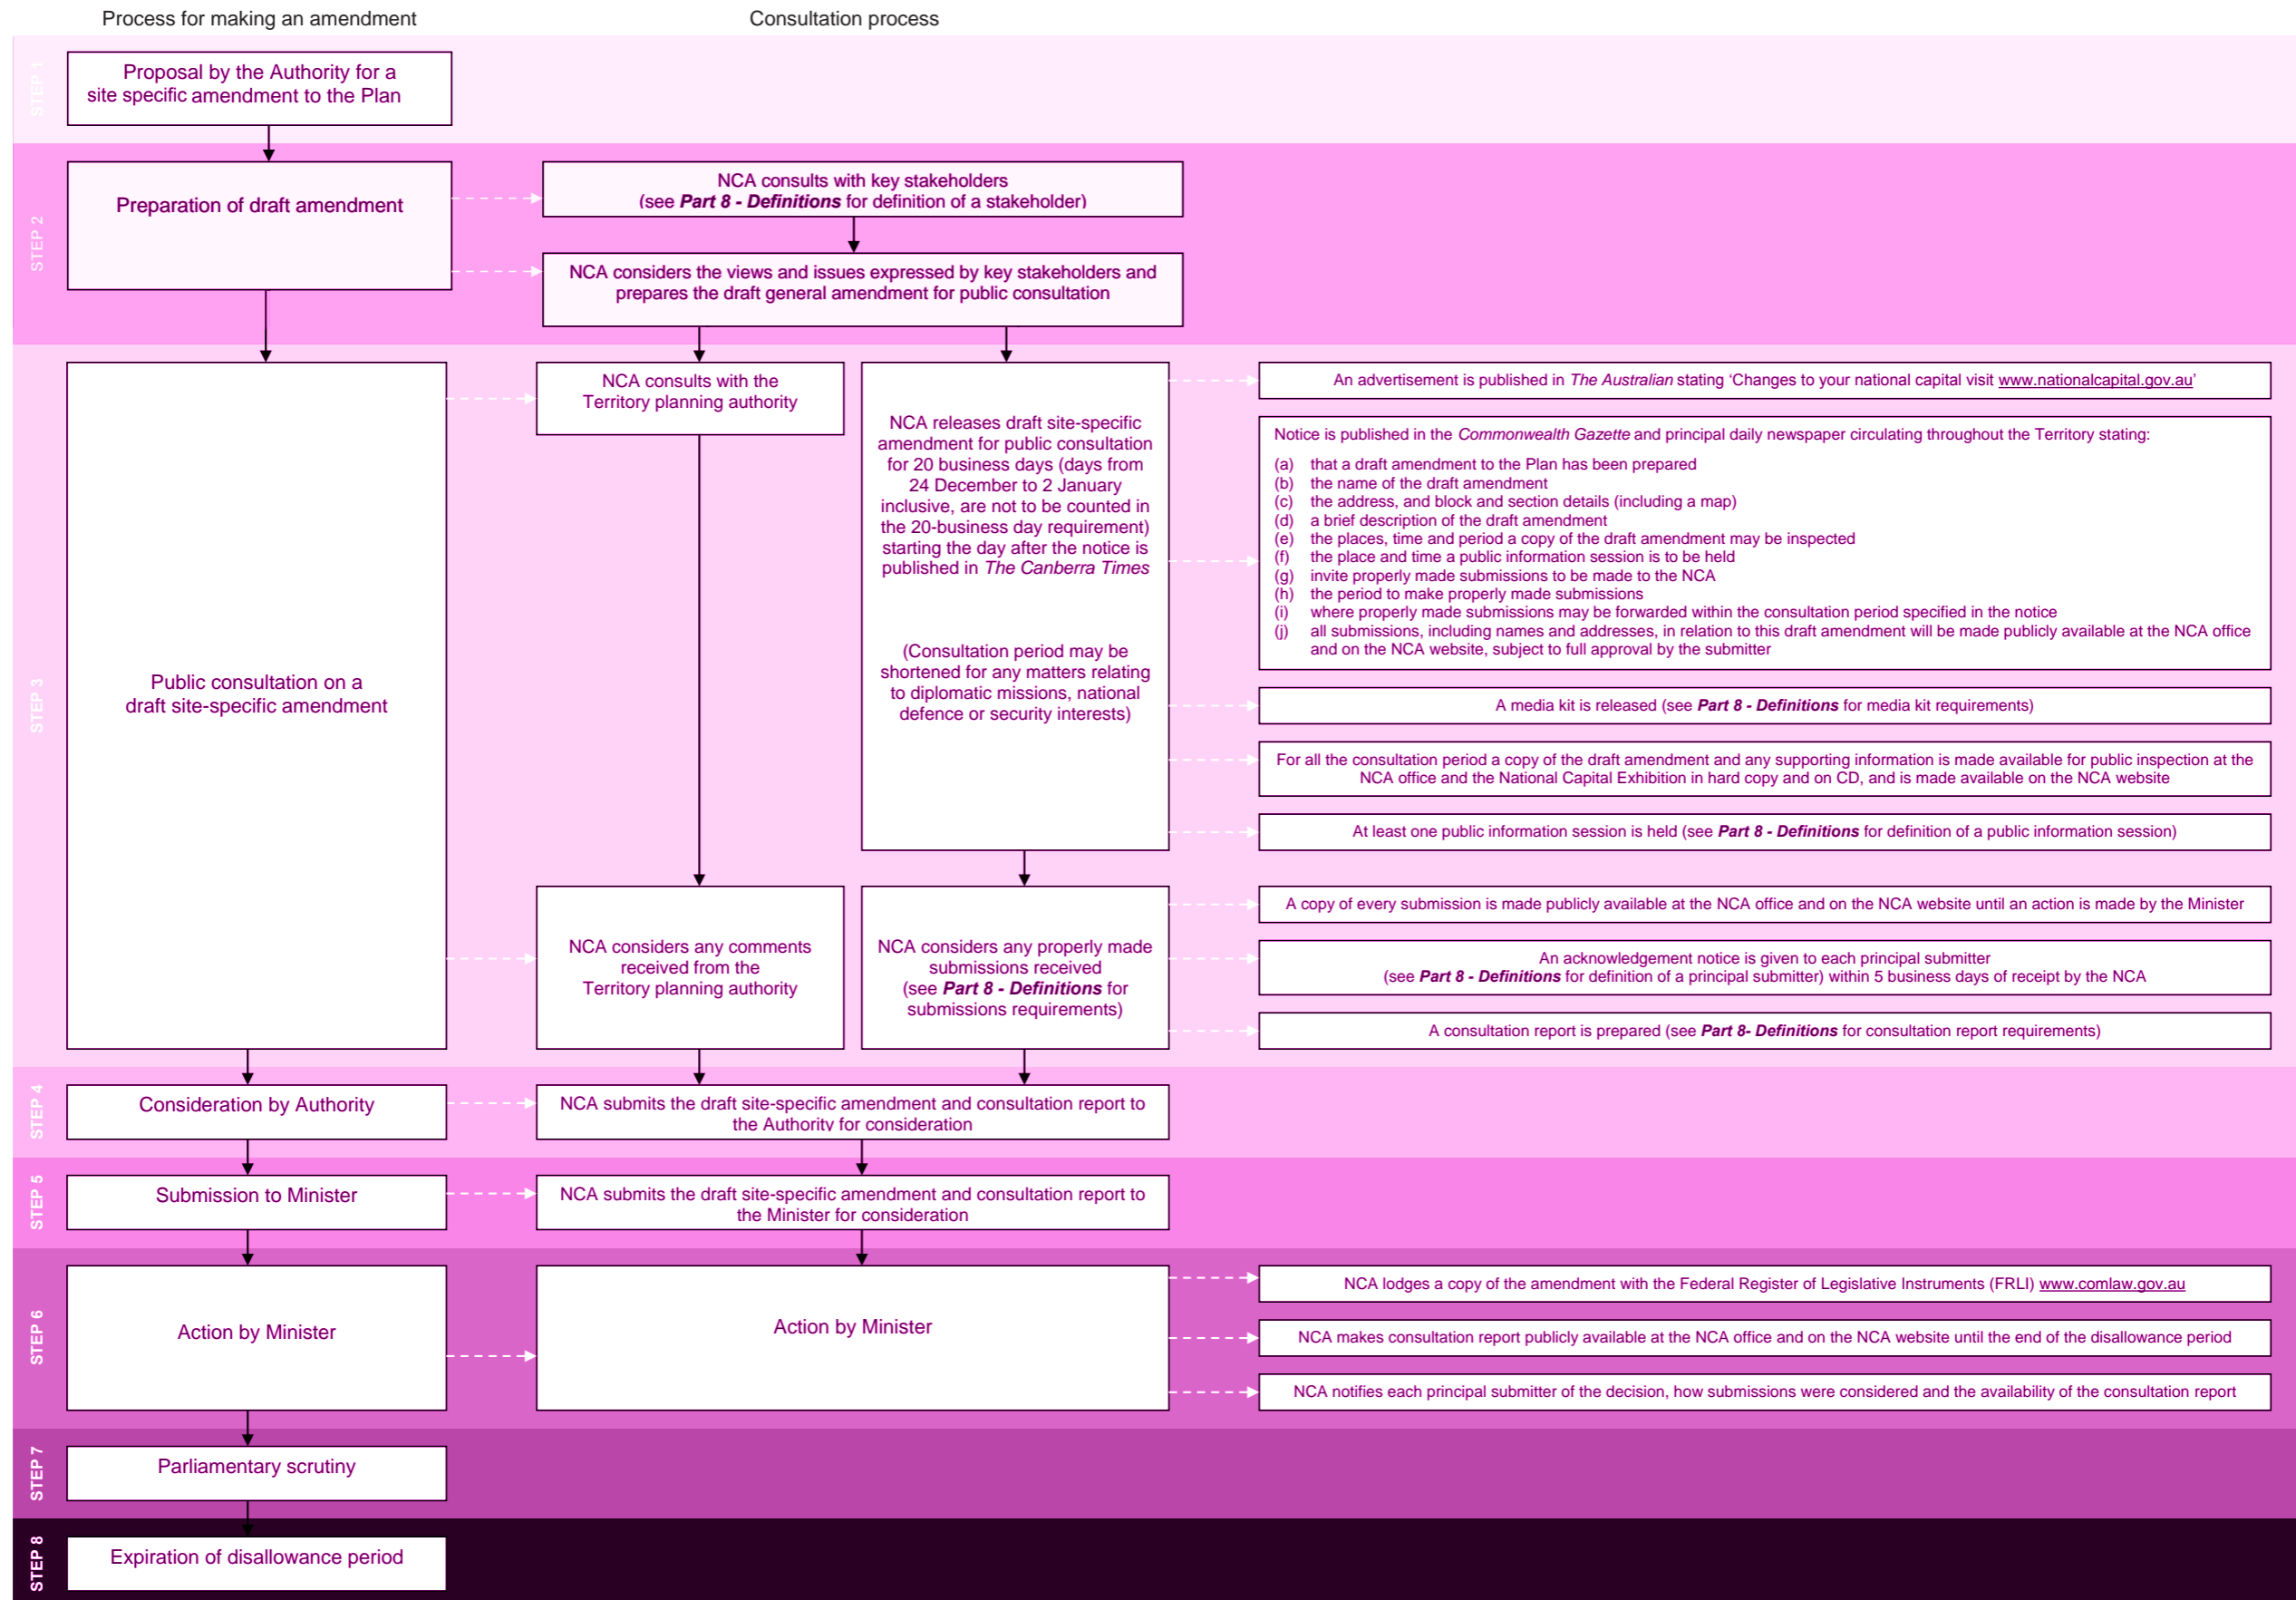 Process for making an amendment
Consultation process
STEP 1
Proposal by the Authority for a
site specific amendment to the Plan
STEP 2
Preparation of draft amendment
NCA consults with key stakeholders
(see Part 8 - Definitions for definition of a stakeholder)
NCA considers the views and issues expressed by key stakeholders and
prepares the draft general amendment for public consultation
STEP 3
Public consultation on a
draft site-specific amendment
NCA consults with the
Territory planning authority
NCA releases draft site-specific
amendment for public consultation
for 20 business days (days from
24 December to 2 January
inclusive, are not to be counted in
the 20-business day requirement)
starting the day after the notice is
published in The Canberra Times
(Consultation period may be
shortened for any matters relating
to diplomatic missions, national
defence or security interests)
An advertisement is published in The Australian stating ‘Changes to your national capital visit www.nationalcapital.gov.au’
Notice is published in the Commonwealth Gazette and principal daily newspaper circulating throughout the Territory stating:
(a) that a draft amendment to the Plan has been prepared
(b) the name of the draft amendment
(c) the address, and block and section details (including a map)
(d) a brief description of the draft amendment
(e) the places, time and period a copy of the draft amendment may be inspected
(f) the place and time a public information session is to be held
(g) invite properly made submissions to be made to the NCA
(h) the period to make properly made submissions
(i) where properly made submissions may be forwarded within the consultation period specified in the notice
(j) all submissions, including names and addresses, in relation to this draft amendment will be made publicly available at the NCA office
and on the NCA website, subject to full approval by the submitter
A media kit is released (see Part 8 - Definitions for media kit requirements)
For all the consultation period a copy of the draft amendment and any supporting information is made available for public inspection at the
NCA office and the National Capital Exhibition in hard copy and on CD, and is made available on the NCA website
At least one public information session is held (see Part 8 - Definitions for definition of a public information session)
NCA considers any comments
received from the
Territory planning authority
NCA considers any properly made
submissions received
(see Part 8 - Definitions for
submissions requirements)
A copy of every submission is made publicly available at the NCA office and on the NCA website until an action is made by the Minister
An acknowledgement notice is given to each principal submitter
(see Part 8 - Definitions for definition of a principal submitter) within 5 business days of receipt by the NCA
A consultation report is prepared (see Part 8- Definitions for consultation report requirements)
STEP 4
Consideration by Authority
NCA submits the draft site-specific amendment and consultation report to
the Authority for consideration
STEP 5
Submission to Minister
NCA submits the draft site-specific amendment and consultation report to
the Minister for consideration
STEP 6
Action by Minister
Action by Minister
NCA lodges a copy of the amendment with the Federal Register of Legislative Instruments (FRLI) www.comlaw.gov.au
NCA makes consultation report publicly available at the NCA office and on the NCA website until the end of the disallowance period
NCA notifies each principal submitter of the decision, how submissions were considered and the availability of the consultation report
STEP 7
Parliamentary scrutiny
STEP 8
Expiration of disallowance period